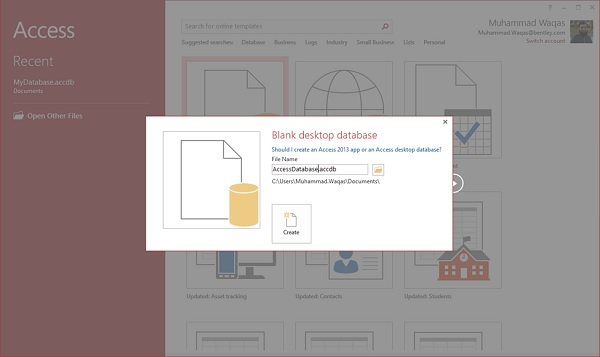 Access
Recent
MyDatabase.accdb
Documents
Open Other Files
Search for online templates
Muhammad Waqas
Muhammad.Waqas@bentley.com
Switch account
Suggested searches: Database Business Logs Industry Small Business Lists Personal
Blank desktop database
Should I create an Access 2013 app or an Access desktop database?
File Name
AccessDatabase.accdb
C:\Users\Muhammad.Waqas\Documents\
Create
Updated: Asset tracking
Updated: Contacts
Updated: Students